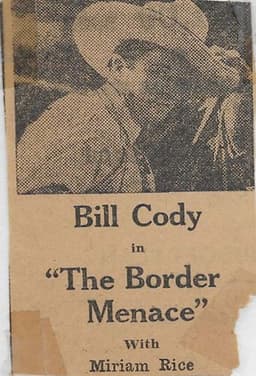 Bill Cody
in
“The Border
Menace”
With
Miriam Rice